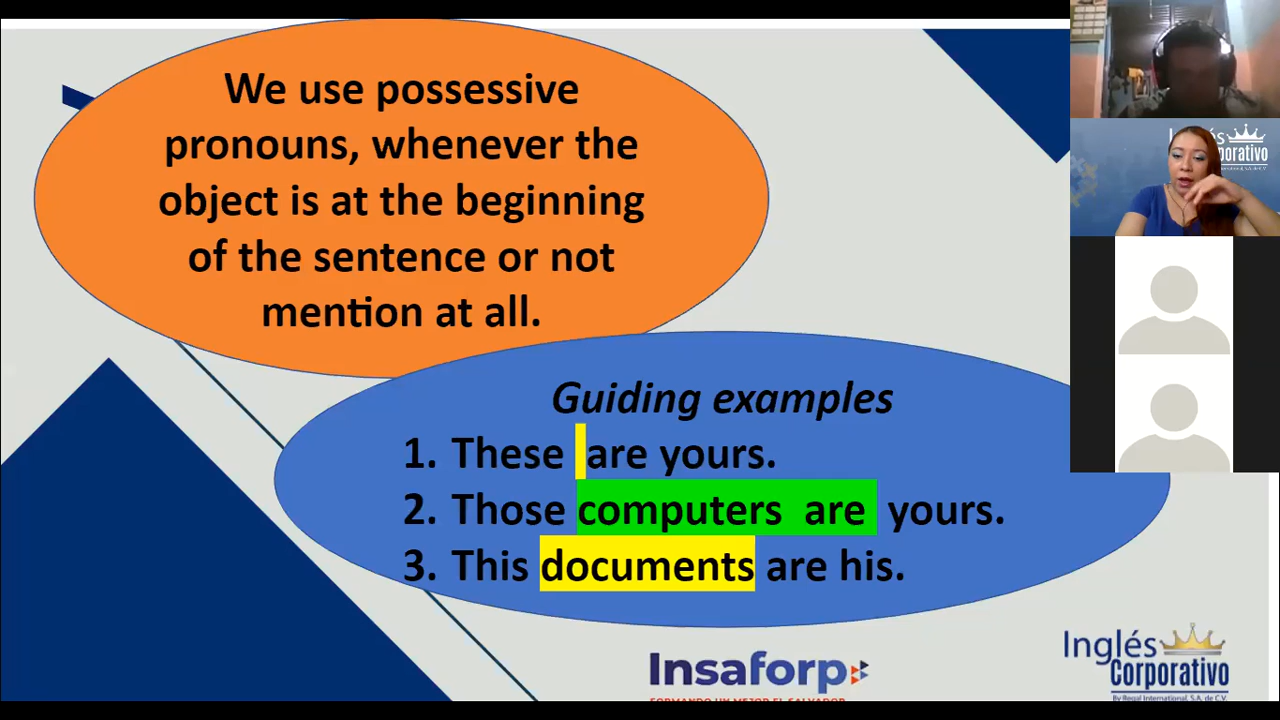 We use possessive
pronouns, whenever the
object is at the beginning
of the sentence or not
mention at all.
Guiding examples
1. These are yours.
2. Those computers are yours.
3. This documents are his.
Insaforp
FORMANDO UN MEJOR EL SALVADOR
Inglés
Corporativo
By Regal International, S.A. de C.V.
Inglés
Corporativo